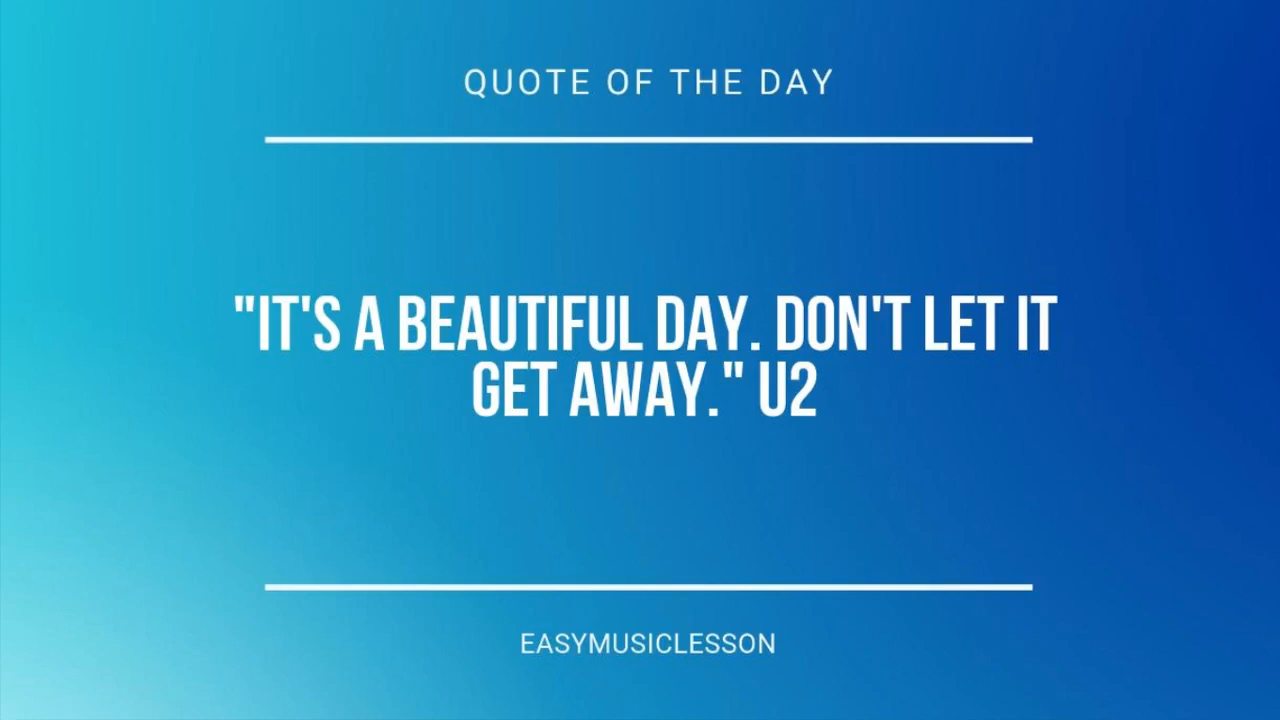 QUOTE OF THE DAY
"IT'S A BEAUTIFUL DAY. DON'T LET IT
GET AWAY." U2
EASYMUSICLESSON